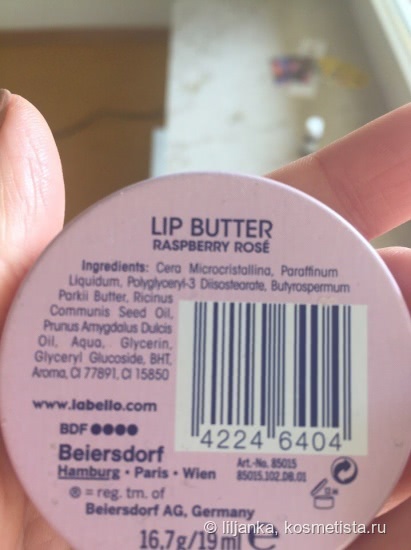 LIP BUTTER
RASPBERRY ROSÉ
Ingredients: Cera Microcristallina, Paraffinum
Liquidum, Polyglyceryl-3 Diisostearate, Butyrospermum
Parkii Butter, Ricinus
Communis Seed Oil,
Prunus Amygdalus Dulcis
Oil, Aqua, Glycerin,
Glyceryl Glucoside, BHT,
Aroma, CI 77891, CI 15850
www.labello.com
BDF ●●●●
4224 6404
Beiersdorf
Hamburg • Paris • Wien
Art.-No. 85015
85015.102.DB.01
® = reg. tm. of
Beiersdorf AG, Germany
16,7g/19ml e
© liljanka, kosmetista.ru